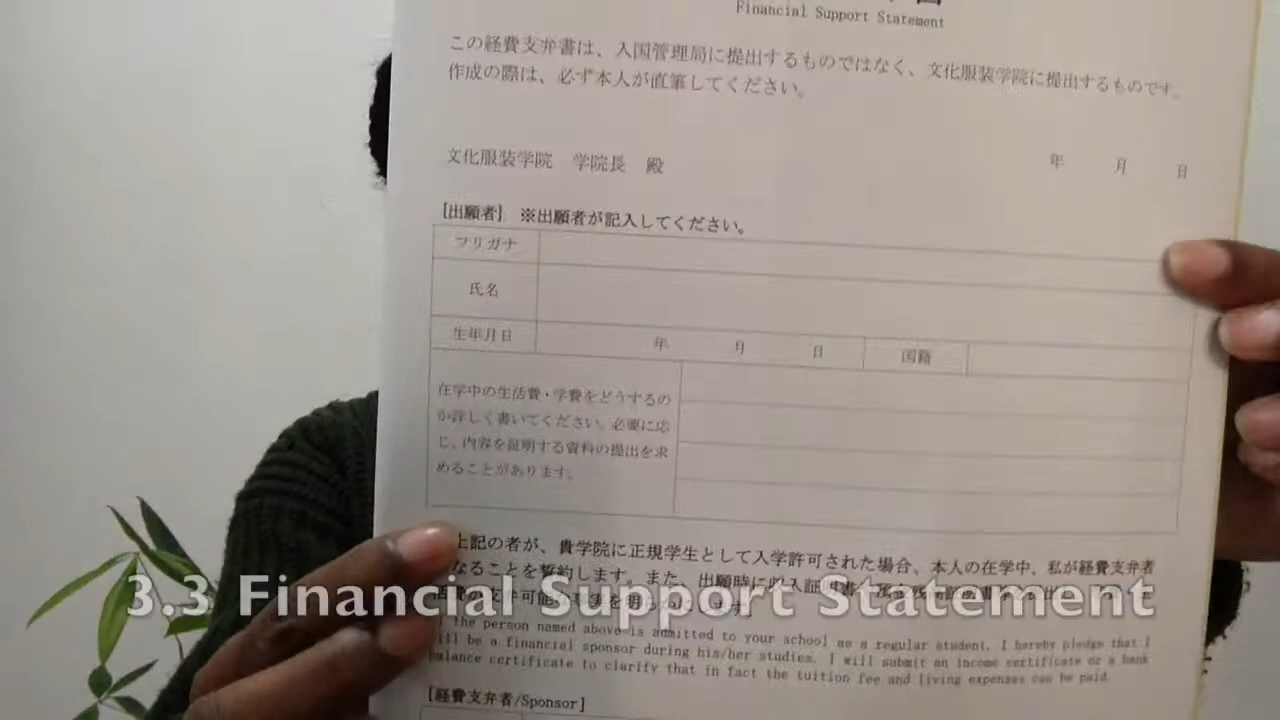 Financial Support Statement
この経費支弁書は、入国管理局に提出するものではなく、文化服装学院に提出するものです。
作成の際は、必ず本人が直筆してください。
文化服装学院 学院長 殿 年 月 日
[出願者] ※出願者が記入してください。
フリガナ
氏名
生年月日 年 月 日 国籍
在学中の生活費・学費をどうするの
か詳しく書いてください。必要に応
じ、内容を証明する資料の提出を求
めることがあります。
上記の者が、貴学院に正規学生として入学許可された場合、本人の在学中、私が経費支弁者
なることを誓約します。また、出願時に収入証明書
3.3 Financial Support Statement
the person named above is admitted to your school as a regular student, I hereby pledge that I
ill be a financial sponsor during his/her studies. I will submit an income certificate or a bank
alance certificate to clarify that in fact the tuition fee and living expenses can be paid.
[経費支弁者/Sponsor]